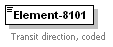 Element-8101
Transit direction, coded